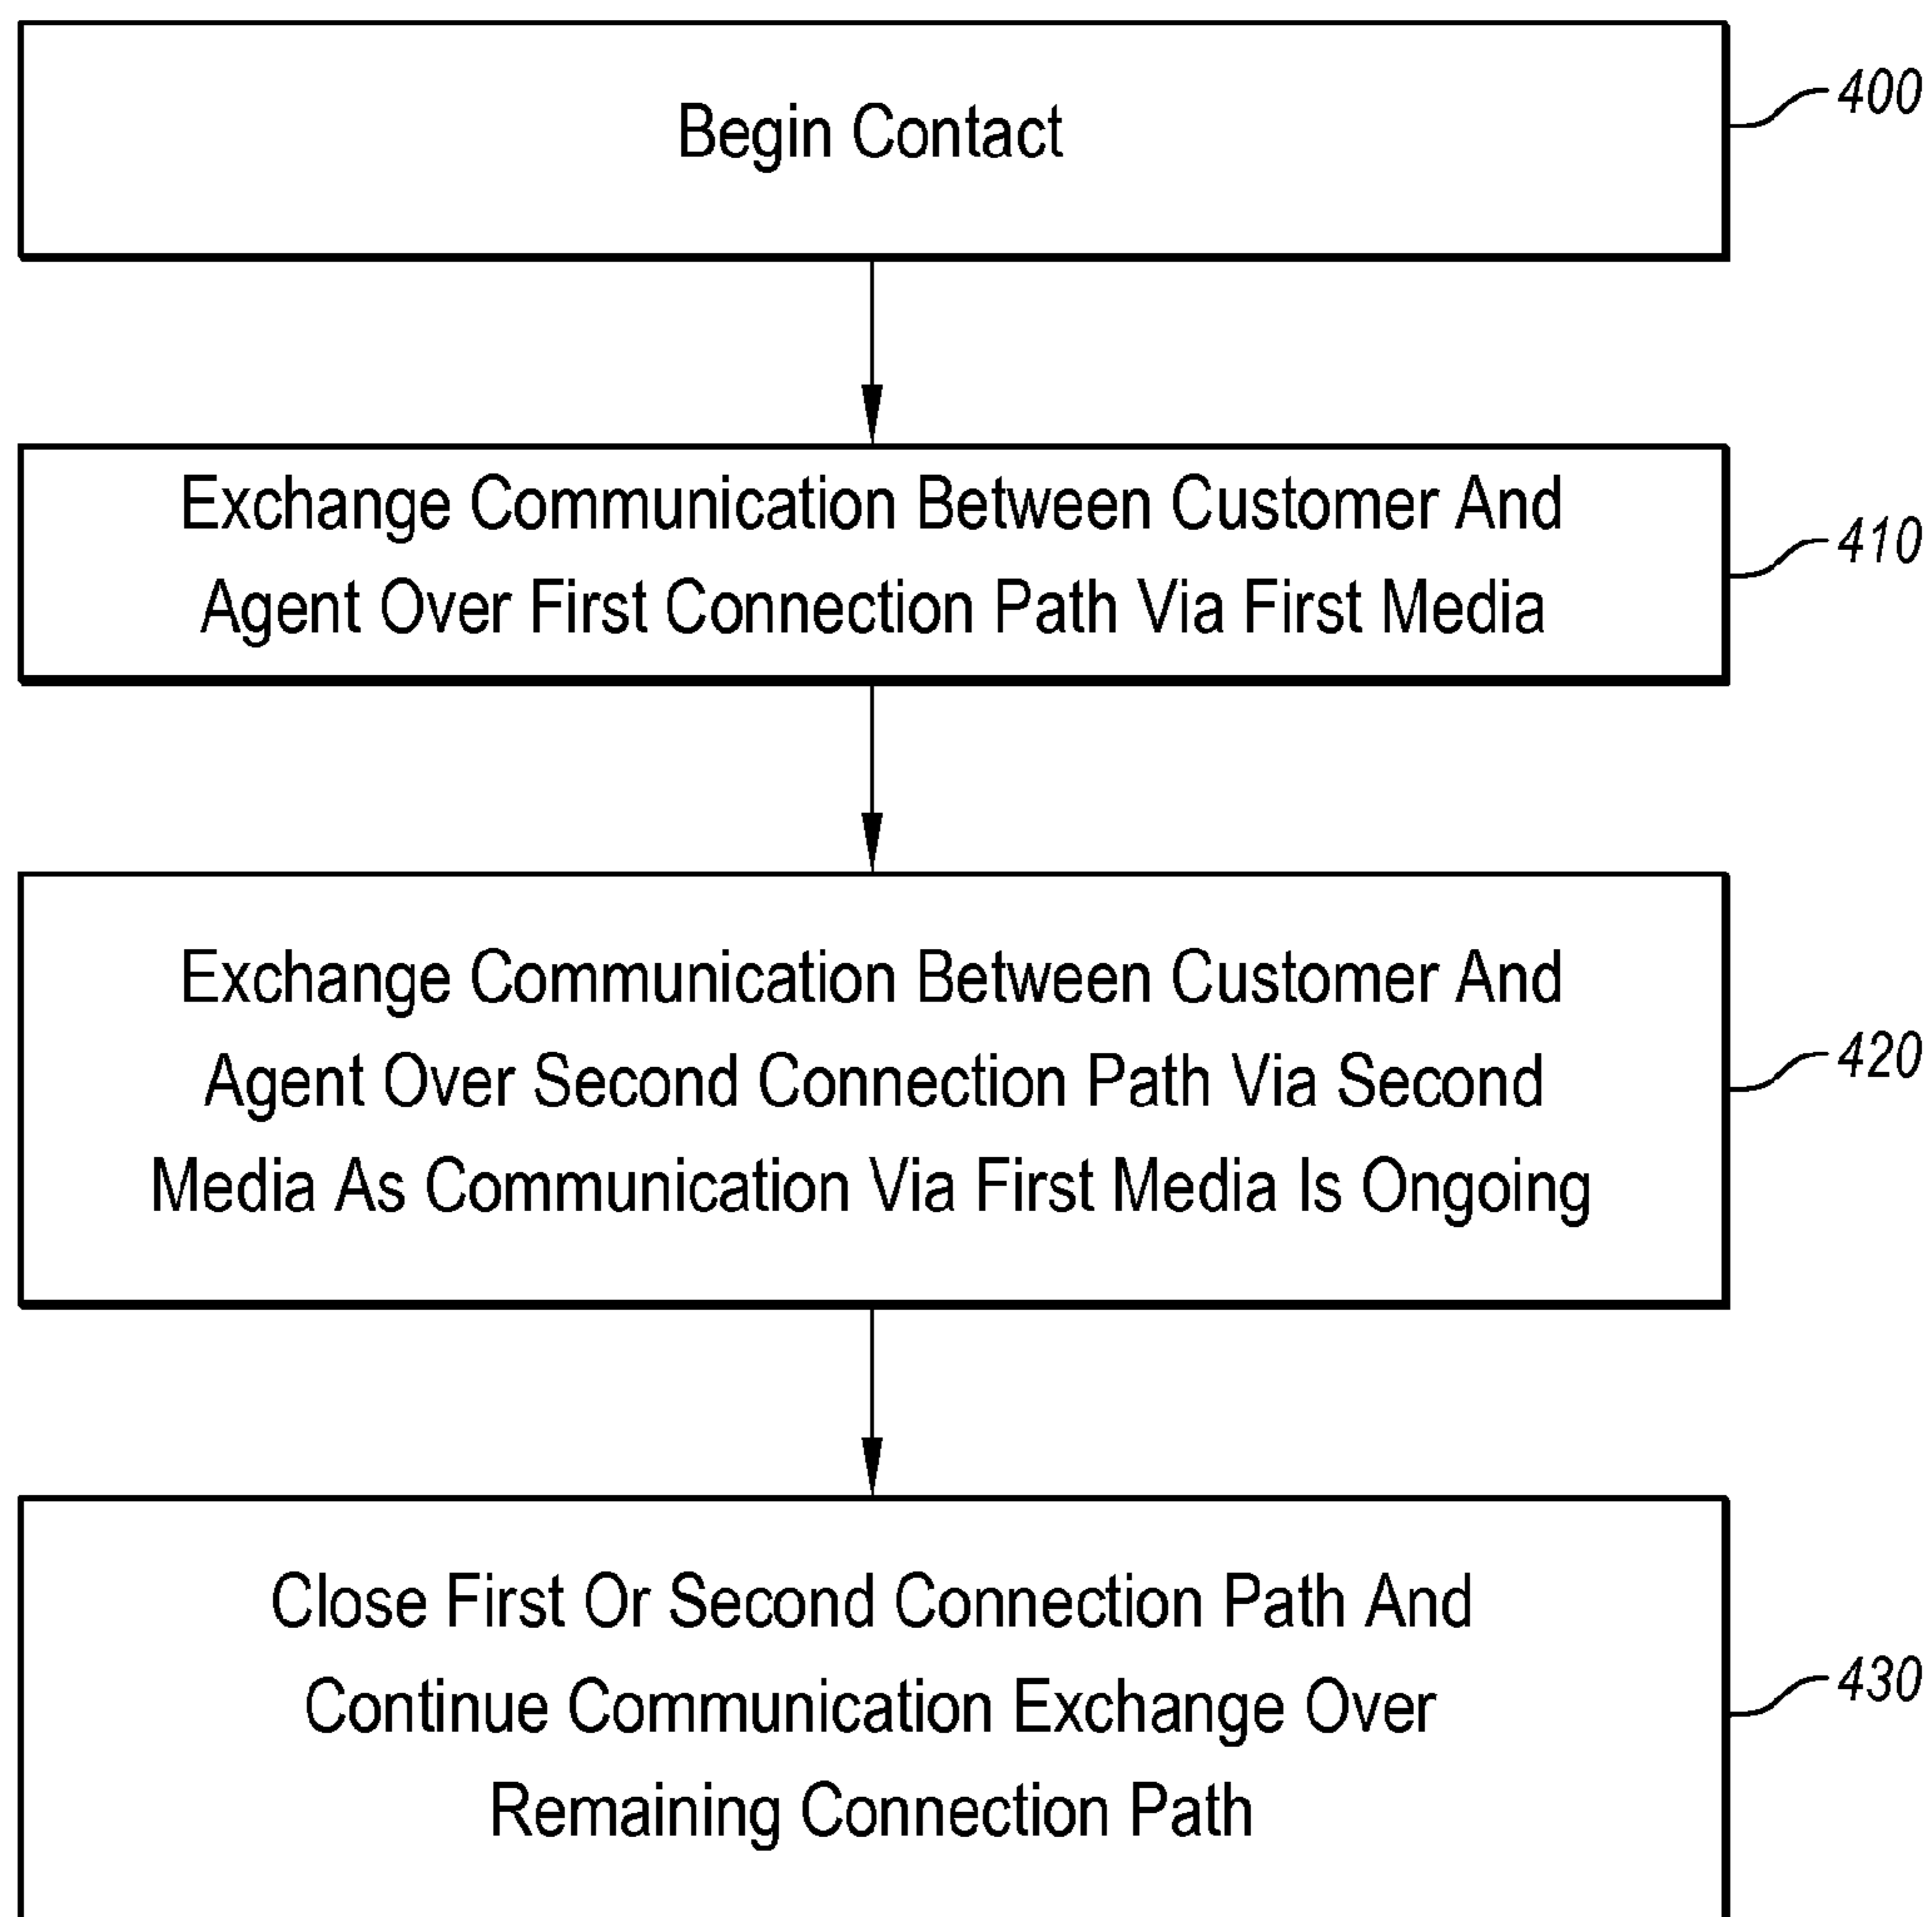 Begin Contact
400
Exchange Communication Between Customer And
Agent Over First Connection Path Via First Media
410
Exchange Communication Between Customer And
Agent Over Second Connection Path Via Second
Media As Communication Via First Media Is Ongoing
420
Close First Or Second Connection Path And
Continue Communication Exchange Over
Remaining Connection Path
430